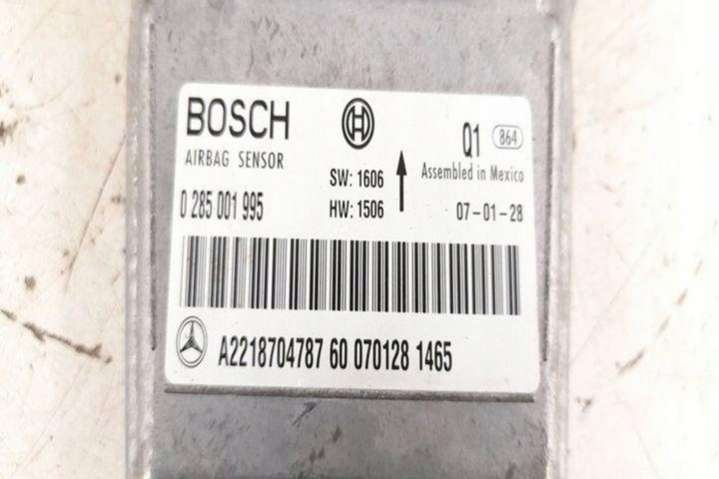 BOSCH
Q1 864
AIRBAG SENSOR
SW: 1606
Assembled in Mexico
0 285 001 995
HW: 1506
07-01-28
A2218704787 60 070128 1465